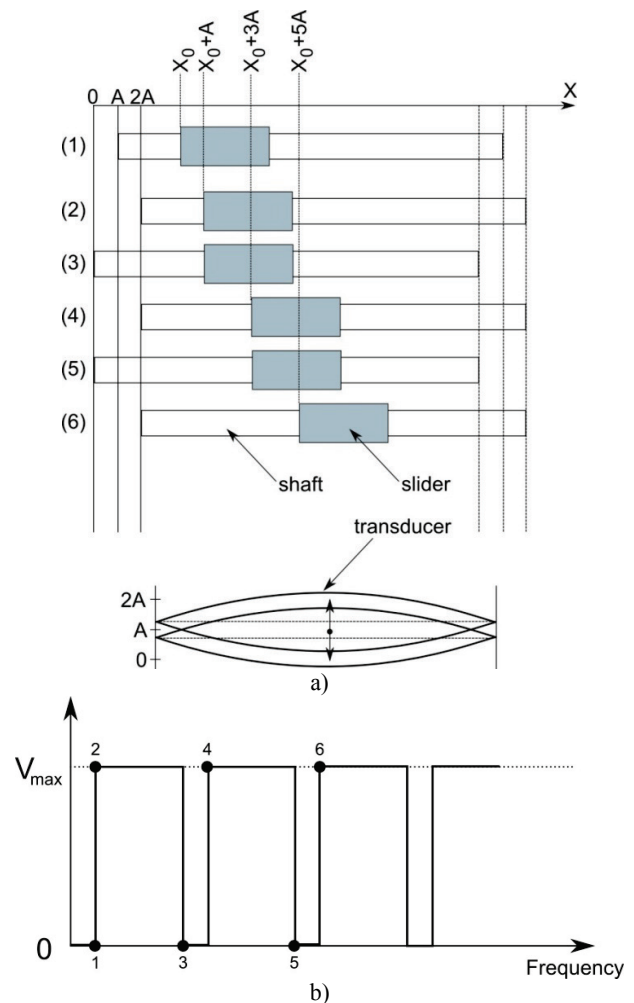 X₀
X₀+A
X₀+3A
X₀+5A
0 A 2A X
(1)
(2)
(3)
(4)
(5)
(6)
shaft slider
transducer
2A
A
0
a)
2 4 6
Vmax
0
1 3 5
Frequency
b)